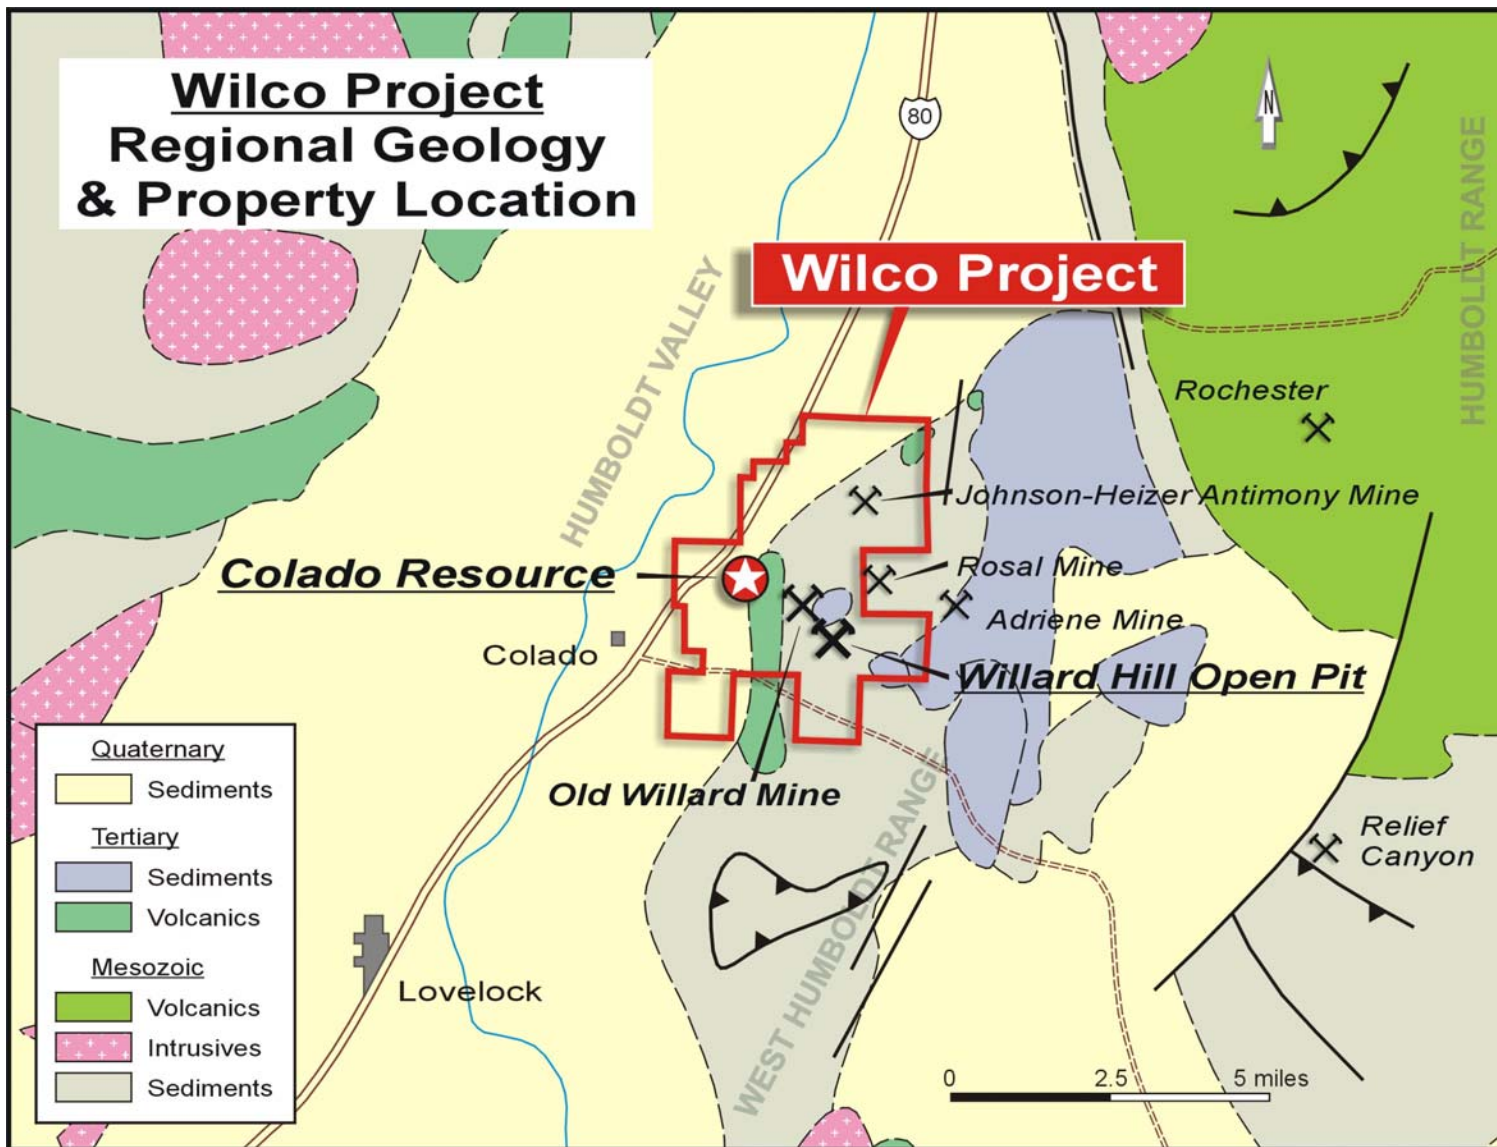 Wilco Project
Regional Geology
& Property Location
80
N
HUMBOLDT RANGE
Wilco Project
HUMBOLDT VALLEY
Rochester
Johnson-Heizer Antimony Mine
Colado Resource
Rosal Mine
Adriene Mine
Colado
Willard Hill Open Pit
Old Willard Mine
WEST HUMBOLDT RANGE
Relief
Canyon
Lovelock
Quaternary
Sediments
Tertiary
Sediments
Volcanics
Mesozoic
Volcanics
Intrusives
Sediments
0 2.5 5 miles